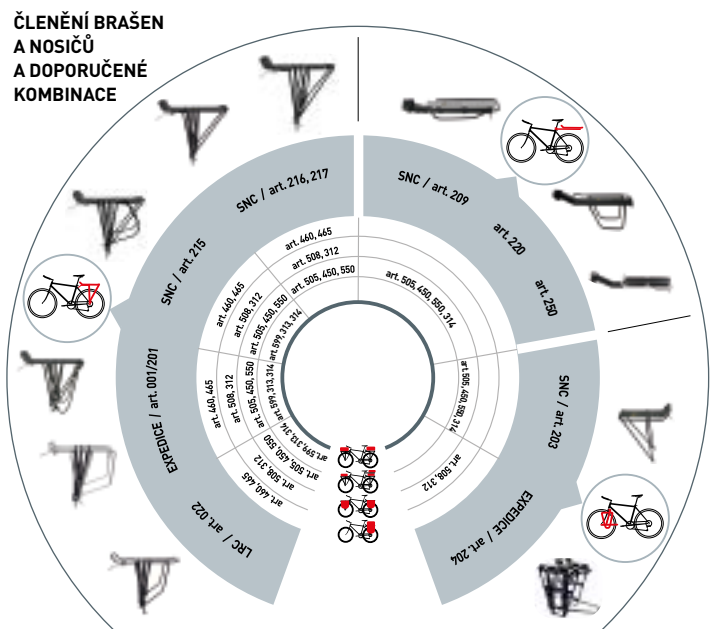 ČLENĚNÍ BRAŠEN
A NOSIČŮ
A DOPORUČENÉ
KOMBINACE
SNC / art. 216, 217
SNC / art. 209
art. 220
art. 250
SNC / art. 215
EXPEDICE / art. 001/201
LRC / art. 022
SNC / art. 203
EXPEDICE / art. 204
art. 460, 465
art. 508, 312
art. 505, 450, 550
art. 599, 313, 314
art. 460, 465
art. 508, 312
art. 505, 450, 550
art. 505, 450, 550, 314
art. 460, 465
art. 508, 312
art. 505, 450, 550
art. 599, 313, 314
art. 505, 450, 550, 314
art. 460, 465
art. 508, 312
art. 505, 450, 550
art. 599, 313, 314
art. 508, 312